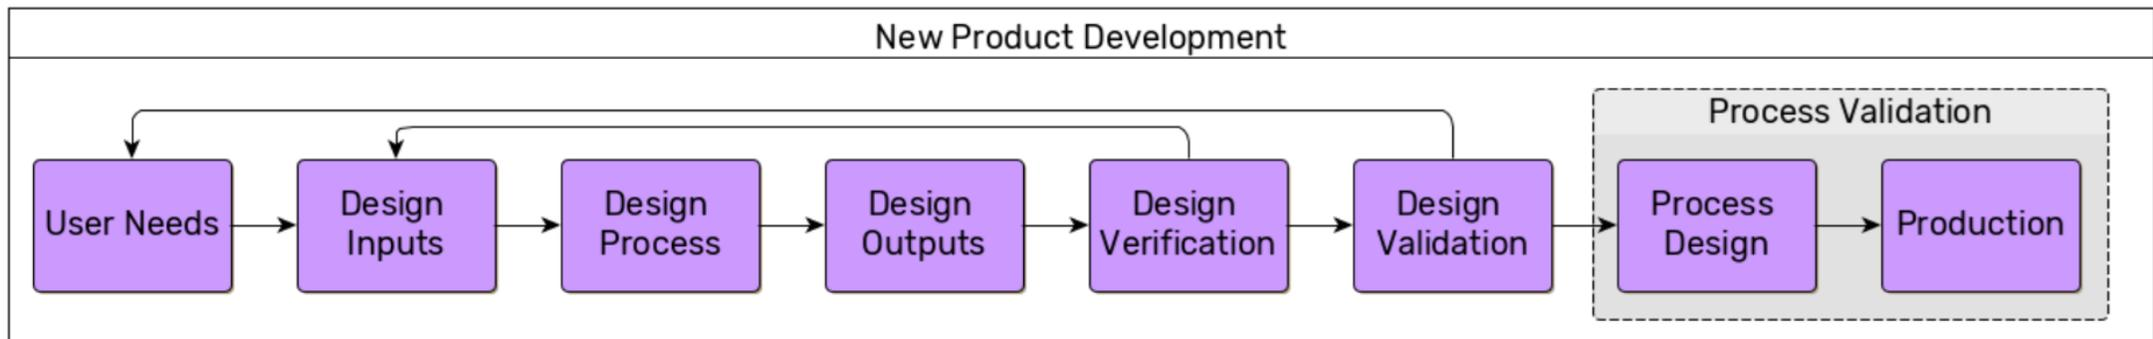 New Product Development
Process Validation
User Needs
Design
Inputs
Design
Process
Design
Outputs
Design
Verification
Design
Validation
Process
Design
Production